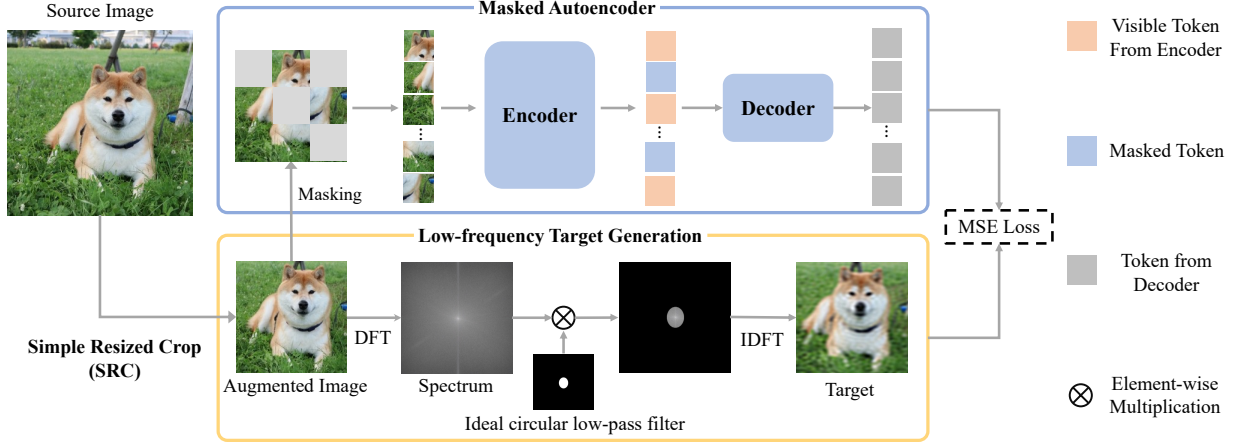 Source Image
Masked Autoencoder
Encoder
Decoder
Masking
Low-frequency Target Generation
Simple Resized Crop
(SRC)
Augmented Image
DFT
Spectrum
Ideal circular low-pass filter
IDFT
Target
MSE Loss
Visible Token
From Encoder
Masked Token
Token from
Decoder
Element-wise
Multiplication